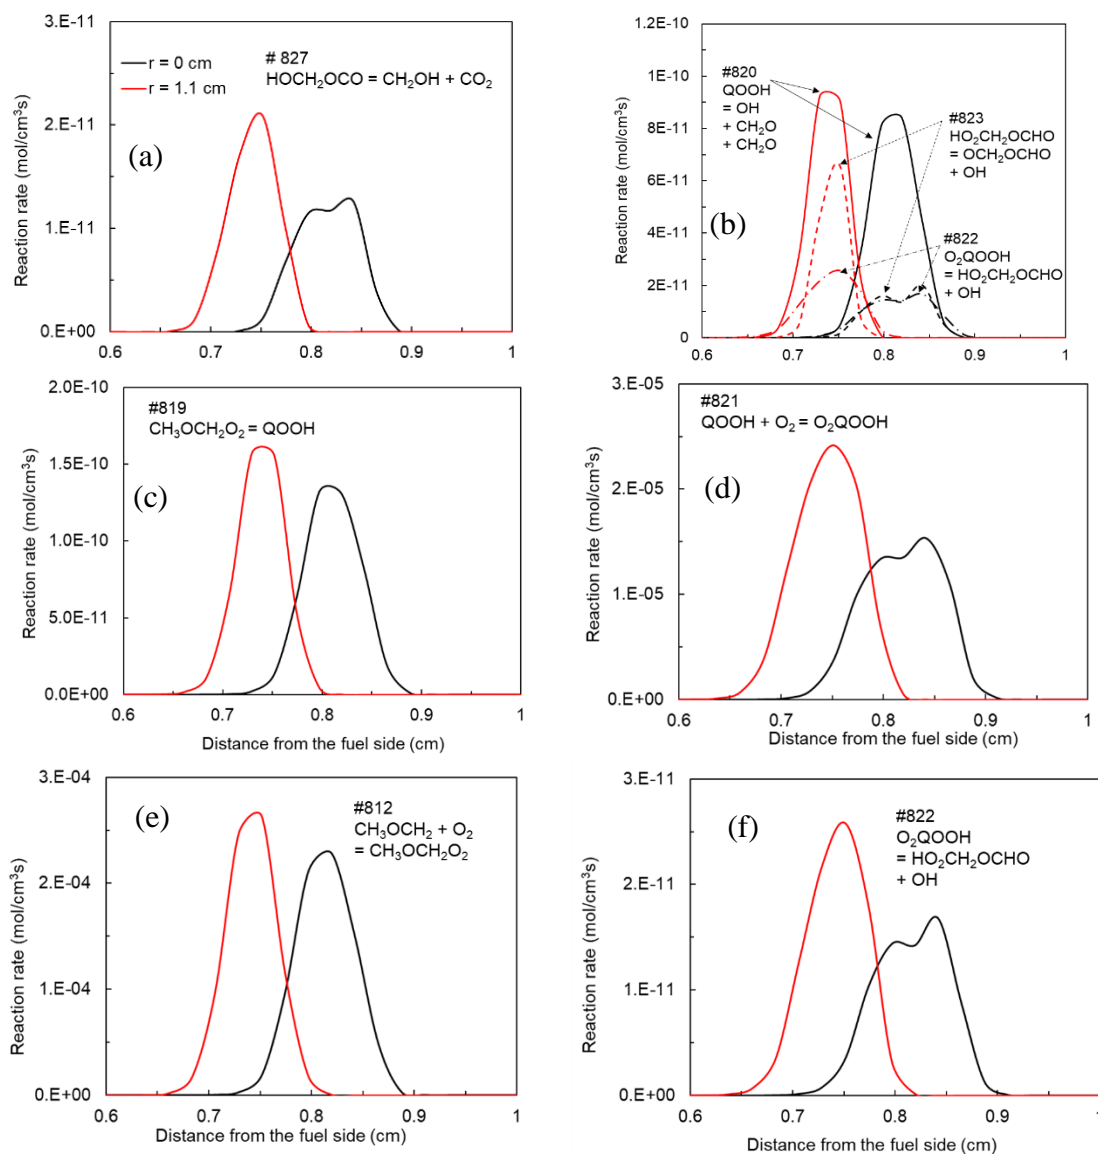 3.E-11
2.E-11
1.E-11
0.E+00
Reaction rate (mol/cm³s)
r = 0 cm
r = 1.1 cm
# 827
HOCH₂OCO = CH₂OH + CO₂
(a)
0.6 0.7 0.8 0.9 1
1.2E-10
1E-10
8E-11
6E-11
4E-11
2E-11
0
Reaction rate (mol/cm³s)
#820
QOOH
= OH
+ CH₂O
+ CH₂O
#823
HO₂CH₂OCHO
= OCH₂OCHO
+ OH
#822
O₂QOOH
= HO₂CH₂OCHO
+ OH
(b)
0.6 0.7 0.8 0.9 1
2.0E-10
1.5E-10
1.0E-10
5.0E-11
0.0E+00
Reaction rate (mol/cm³s)
#819
CH₃OCH₂O₂ = QOOH
(c)
0.6 0.7 0.8 0.9 1
Distance from the fuel side (cm)
3.E-05
2.E-05
1.E-05
0.E+00
Reaction rate (mol/cm³s)
#821
QOOH + O₂ = O₂QOOH
(d)
0.6 0.7 0.8 0.9 1
Distance from the fuel side (cm)
3.E-04
2.E-04
1.E-04
0.E+00
Reaction rate (mol/cm³s)
(e)
#812
CH₃OCH₂ + O₂
= CH₃OCH₂O₂
0.6 0.7 0.8 0.9 1
Distance from the fuel side (cm)
3.E-11
2.E-11
1.E-11
0.E+00
Reaction rate (mol/cm³s)
(f)
#822
O₂QOOH
= HO₂CH₂OCHO
+ OH
0.6 0.7 0.8 0.9 1
Distance from the fuel side (cm)